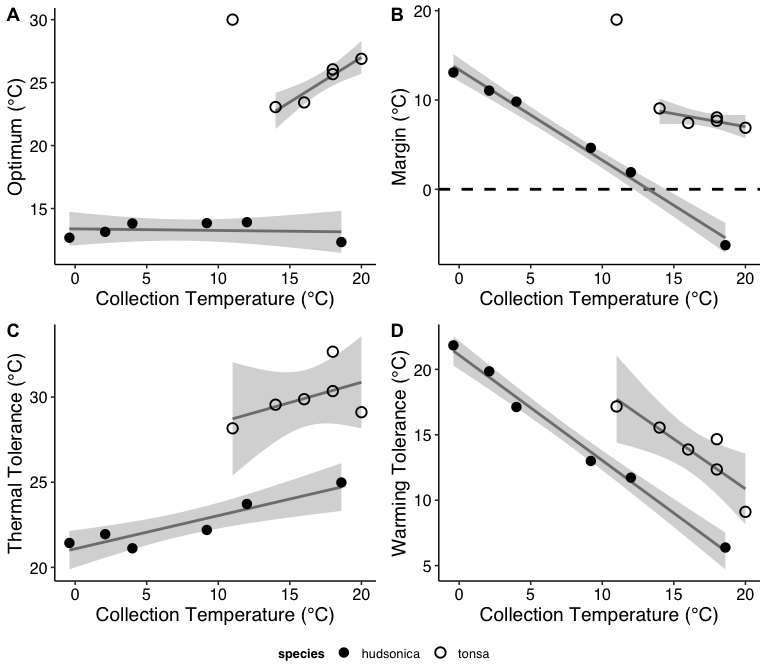 A
Optimum (°C)
30
25
20
15
0 5 10 15 20
Collection Temperature (°C)
B
Margin (°C)
20
10
0
0 5 10 15 20
Collection Temperature (°C)
C
Thermal Tolerance (°C)
30
25
20
0 5 10 15 20
Collection Temperature (°C)
D
Warming Tolerance (°C)
20
15
10
5
0 5 10 15 20
Collection Temperature (°C)
species hudsonica tonsa